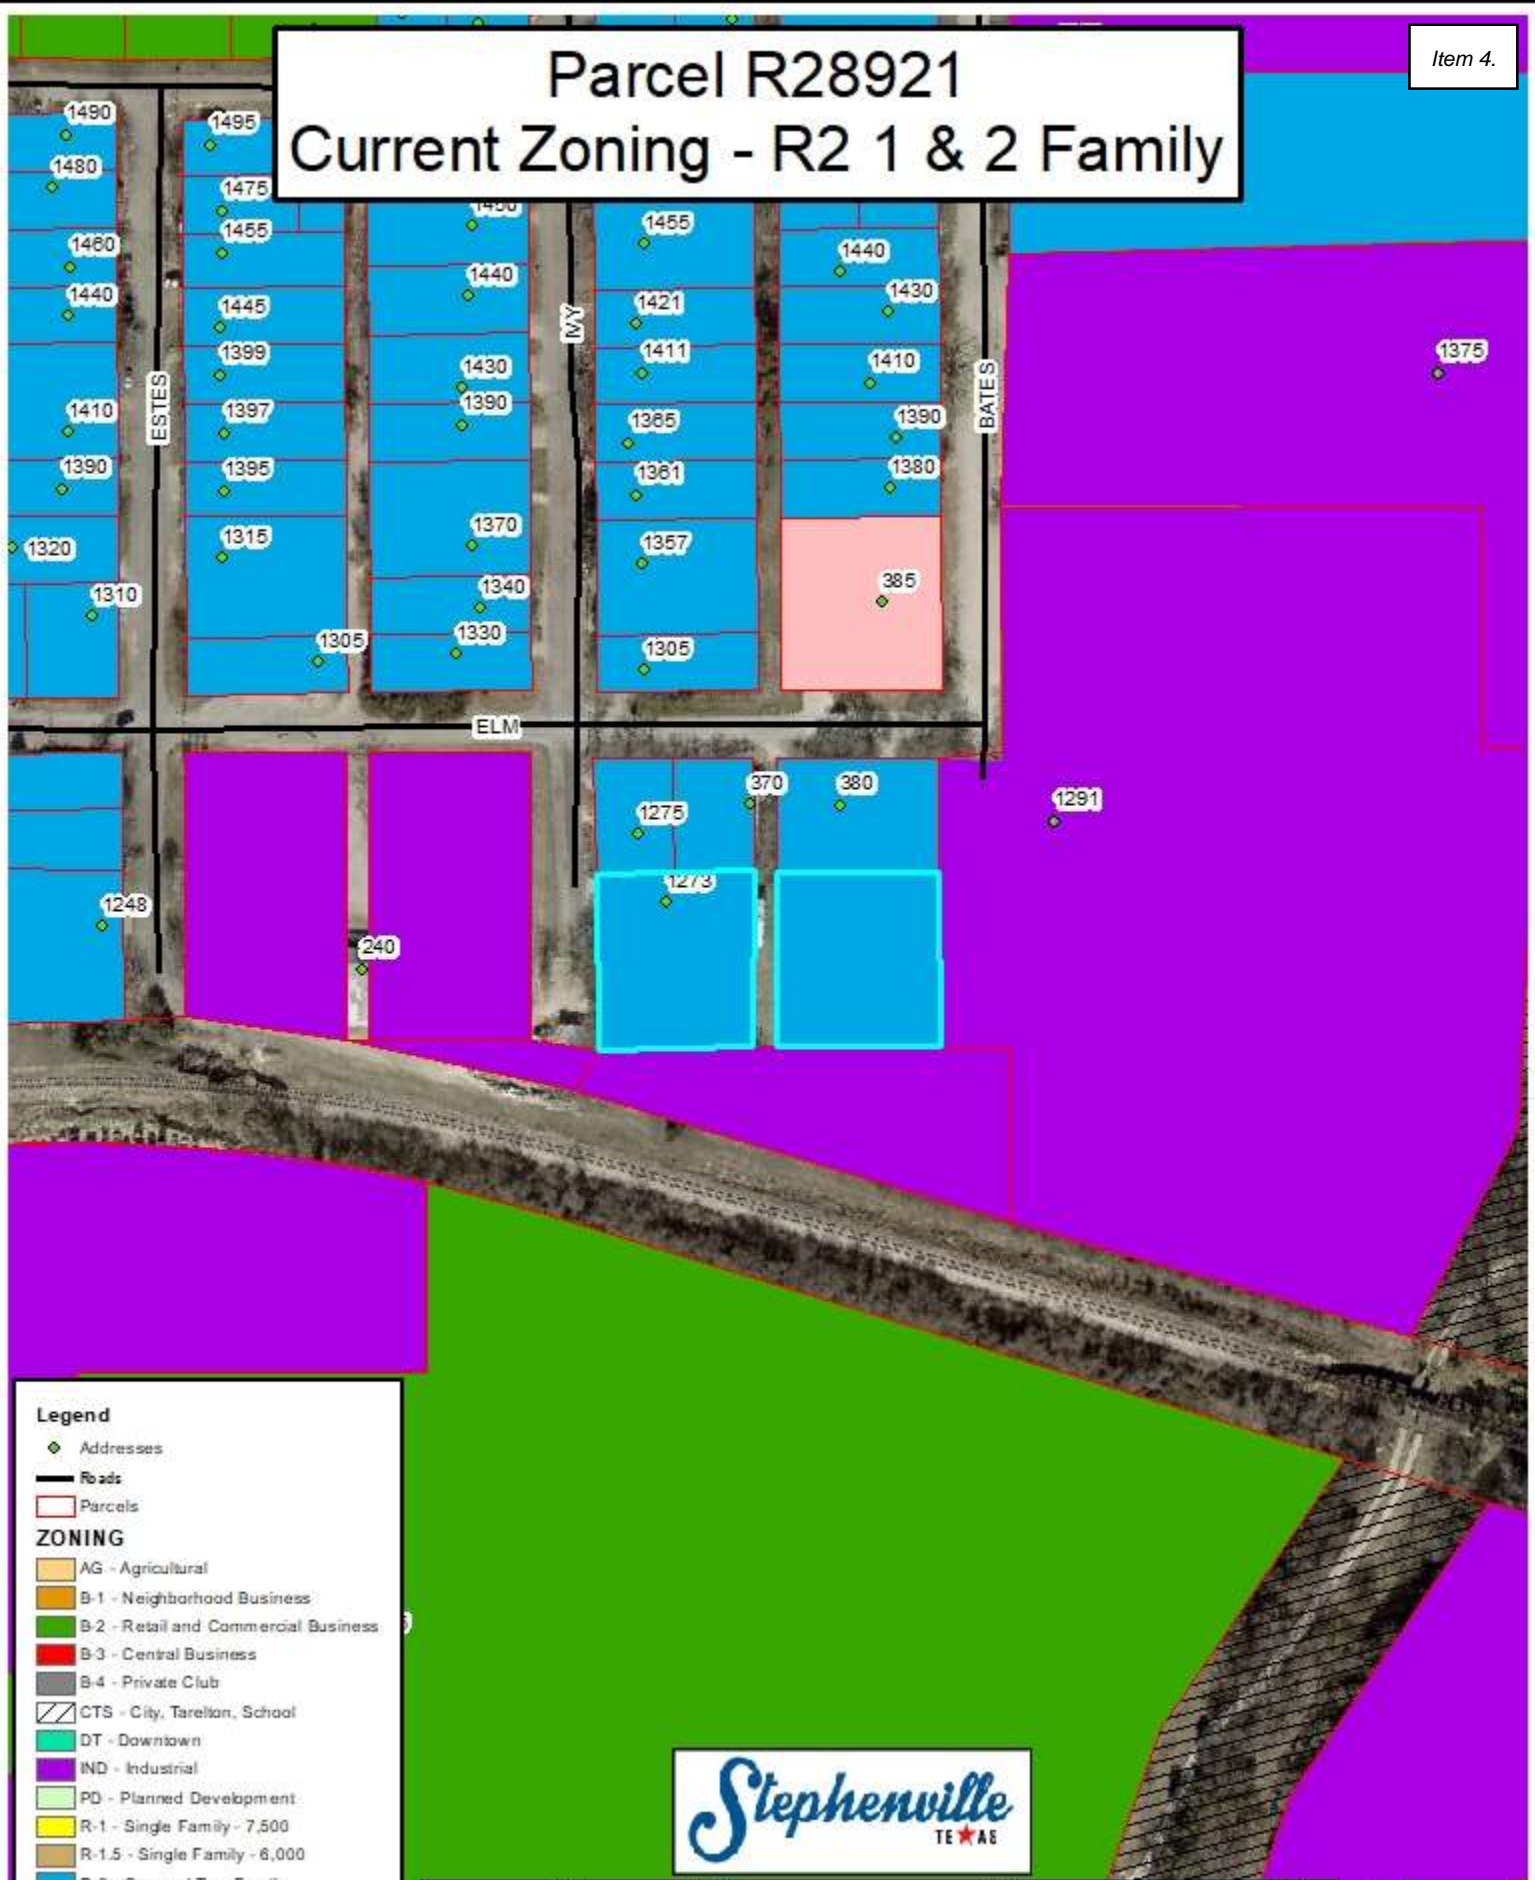 Parcel R28921
Current Zoning - R2 1 & 2 Family
Item 4.
1490
1495
1480
1475
1455
1460
1440
1445
1399
1410
1397
1390
1395
1320
1315
1310
1305
1440
1430
1390
1370
1340
1330
1455
1421
1411
1365
1361
1357
1305
1440
1430
1410
1390
1380
385
1375
ESTES
IVY
BATES
ELM
370
380
1275
1273
1291
1248
240
Legend
Addresses
Roads
Parcels
ZONING
AG - Agricultural
B-1 - Neighborhood Business
B-2 - Retail and Commercial Business
B-3 - Central Business
B-4 - Private Club
CTS - City, Tarelton, School
DT - Downtown
IND - Industrial
PD - Planned Development
R-1 - Single Family - 7,500
R-1.5 - Single Family - 6,000
Stephenville
TEXAS